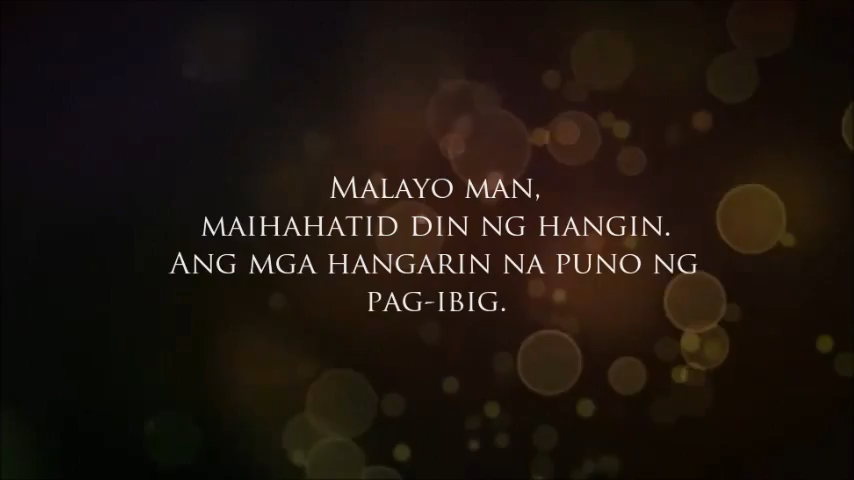 Malayo man,
maihahatid din ng hangin.
Ang mga hangarin na puno ng
pag-ibig.